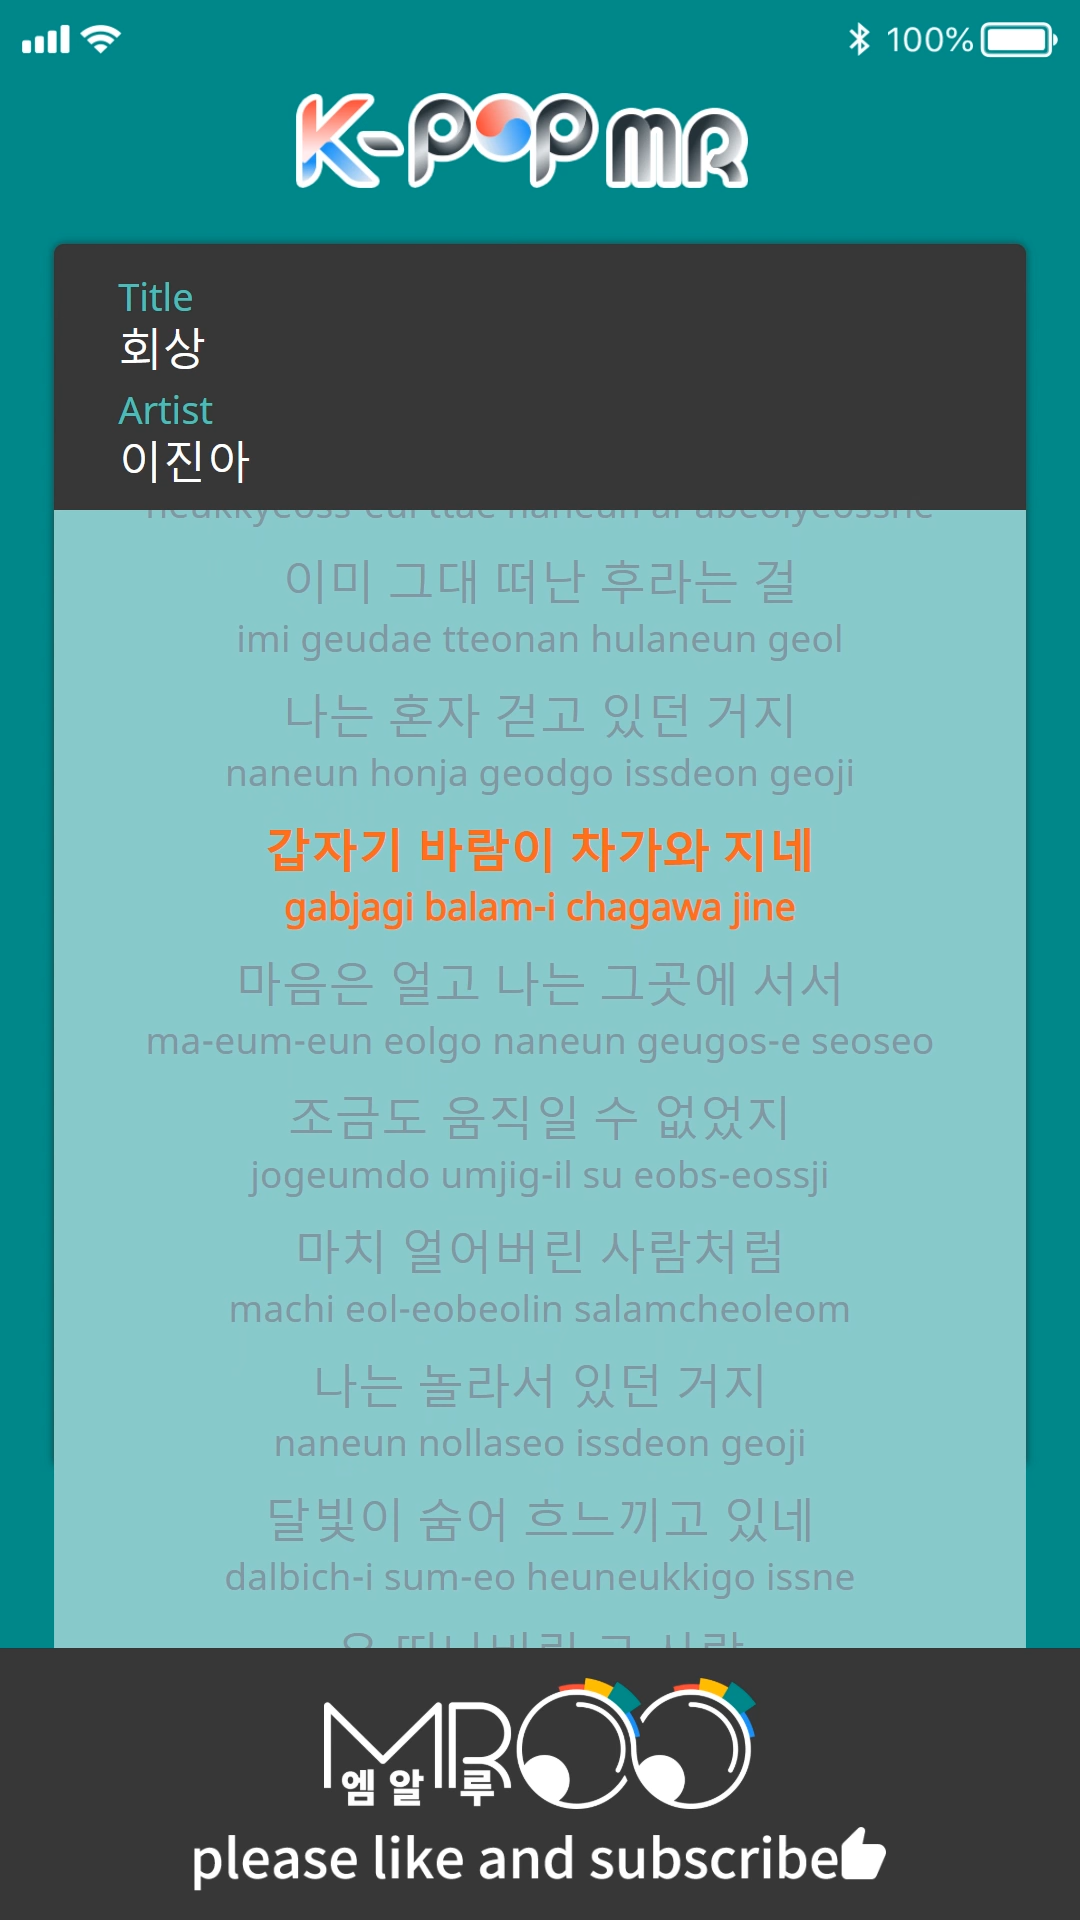 100%
K-POP MR
Title
회상
Artist
이진아
이미 그대 떠난 후라는 걸
imi geudae tteonan hulaneun geol
나는 혼자 걷고 있던 거지
naneun honja geodgo issdeon geoji
갑자기 바람이 차가와 지네
gabjagi balam-i chagawa jine
마음은 얼고 나는 그곳에 서서
ma-eum-eun eolgo naneun geugos-e seoseo
조금도 움직일 수 없었지
jogeumdo umjig-il su eobs-eossji
마치 얼어버린 사람처럼
machi eol-eobeolin salamcheoleom
나는 놀라서 있던 거지
naneun nollaseo issdeon geoji
달빛이 숨어 흐느끼고 있네
dalbich-i sum-eo heuneukkigo issne
MROO
엠알루
please like and subscribe